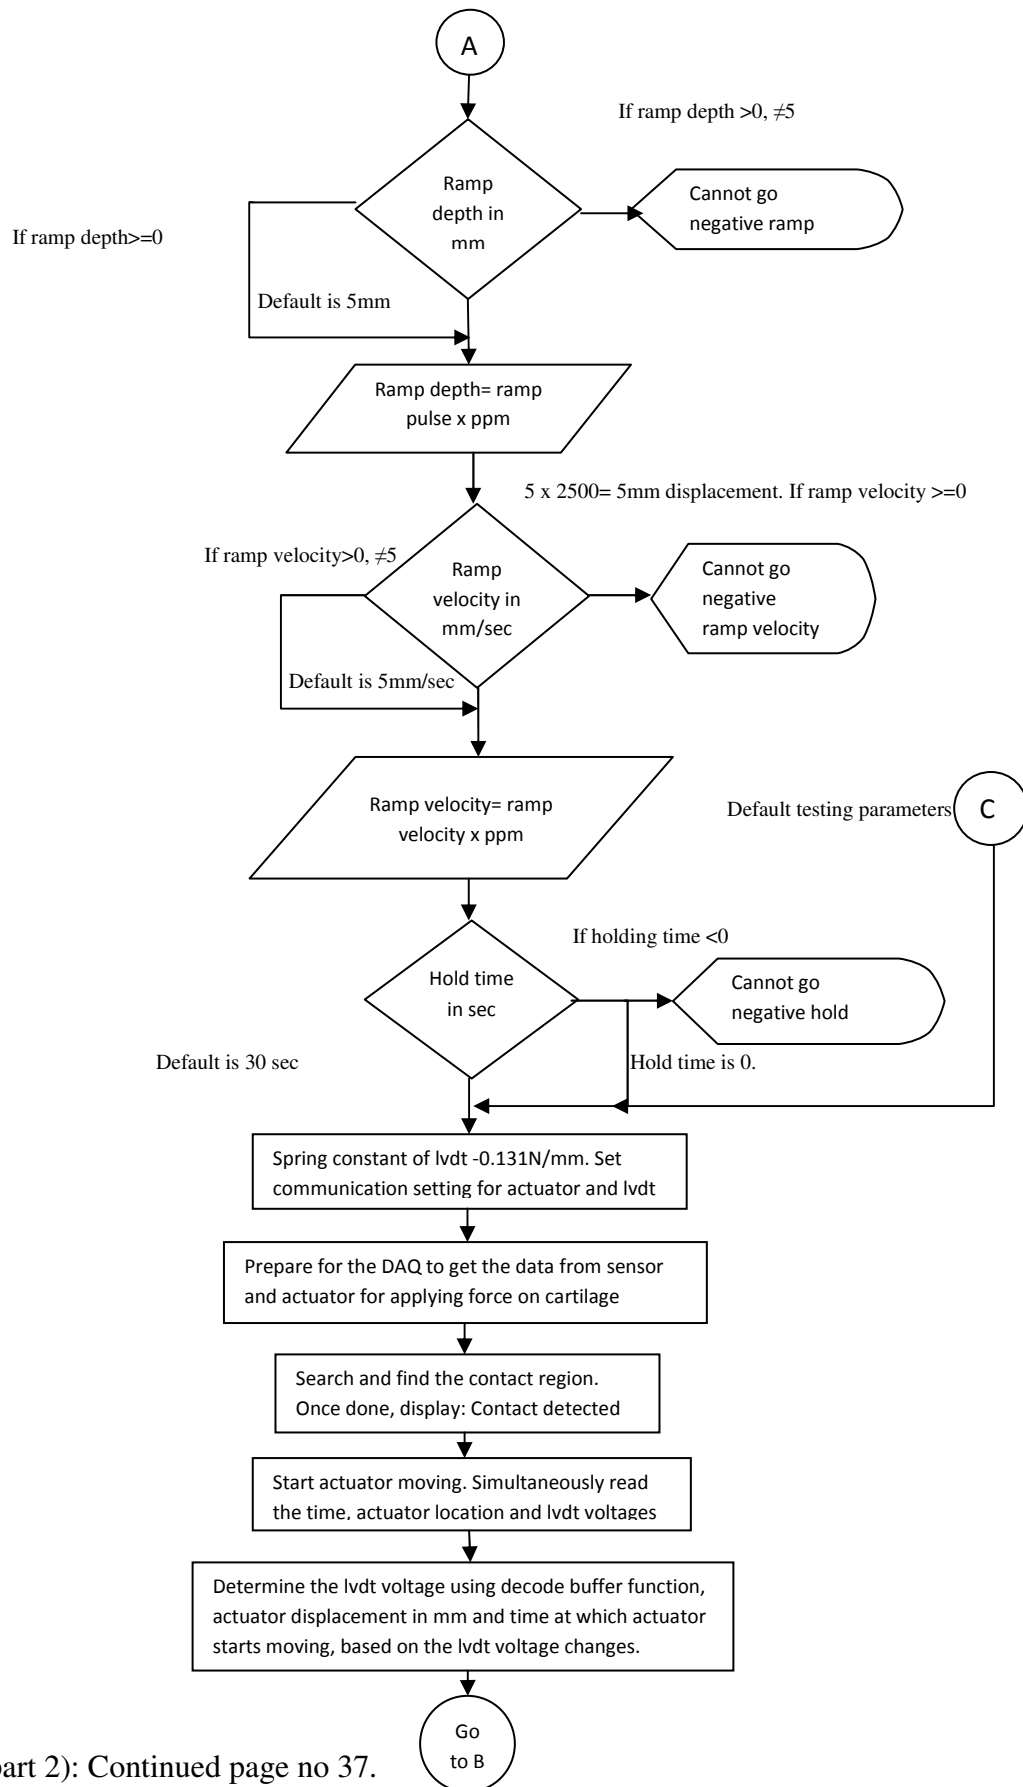 A
If ramp depth >0, ≠5
Ramp
depth in
mm
Cannot go
negative ramp
If ramp depth>=0
Default is 5mm
Ramp depth= ramp
pulse x ppm
5 x 2500= 5mm displacement. If ramp velocity >=0
If ramp velocity>0, ≠5
Ramp
velocity in
mm/sec
Cannot go
negative
ramp velocity
Default is 5mm/sec
Ramp velocity= ramp
velocity x ppm
Default testing parameters
C
If holding time <0
Hold time
in sec
Cannot go
negative hold
Default is 30 sec
Hold time is 0.
Spring constant of lvdt -0.131N/mm. Set
communication setting for actuator and lvdt
Prepare for the DAQ to get the data from sensor
and actuator for applying force on cartilage
Search and find the contact region.
Once done, display: Contact detected
Start actuator moving. Simultaneously read
the time, actuator location and lvdt voltages
Determine the lvdt voltage using decode buffer function,
actuator displacement in mm and time at which actuator
starts moving, based on the lvdt voltage changes.
Go
to B
part 2): Continued page no 37.